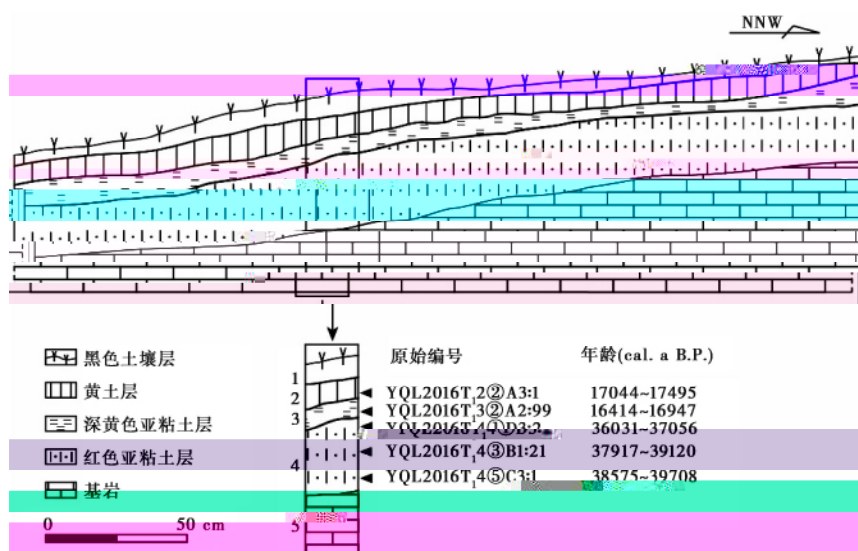 NNW
原始编号 年龄(cal. a B.P.)
黑色土壤层
黄土层
深黄色亚粘土层
红色亚粘土层
基岩
0 50 cm
1
2
3
4
5
YQL2016T₁2②A3:1 17044~17495
YQL2016T₁3②A2:99 16414~16947
36031~37056
YQL2016T₁4③B1:21 37917~39120
YQL2016T₁4⑤C3:1 38575~39708